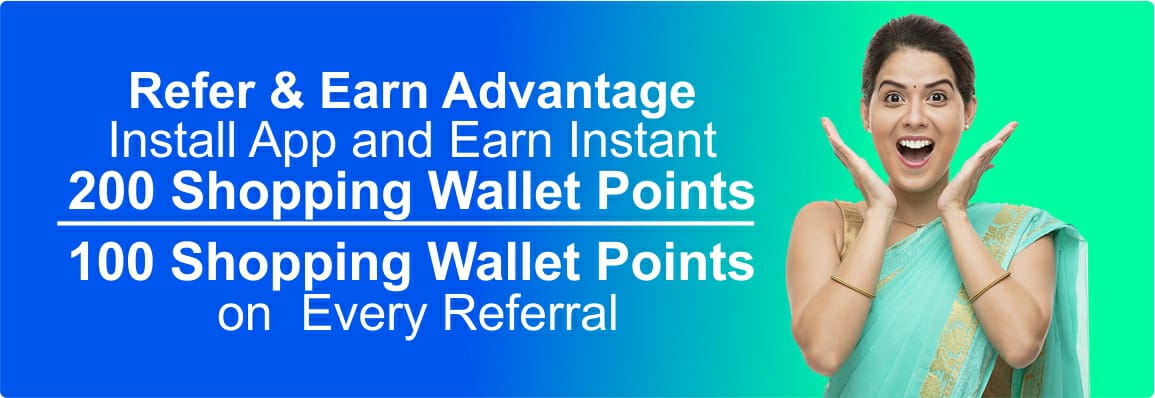 Refer & Earn Advantage
Install App and Earn Instant
200 Shopping Wallet Points
100 Shopping Wallet Points
on Every Referral